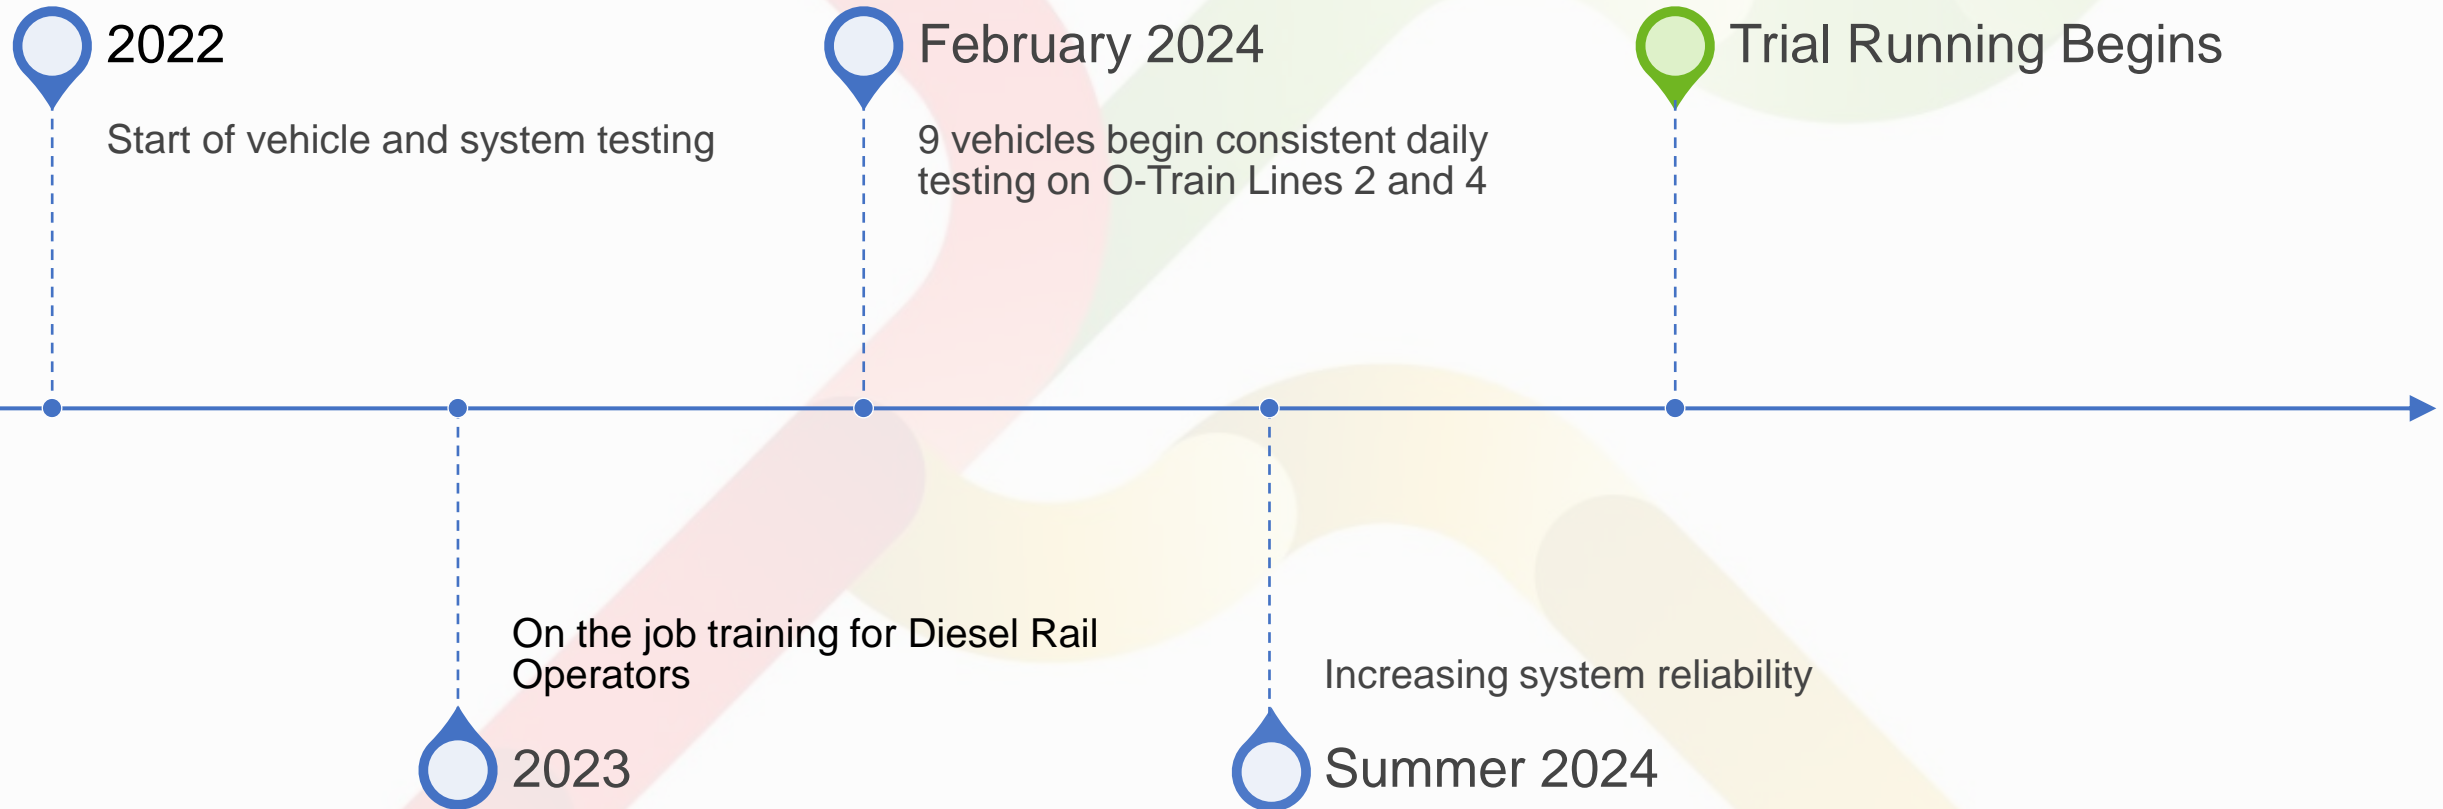 2022
Start of vehicle and system testing
February 2024
9 vehicles begin consistent daily
testing on O-Train Lines 2 and 4
Trial Running Begins
On the job training for Diesel Rail
Operators
2023
Increasing system reliability
Summer 2024